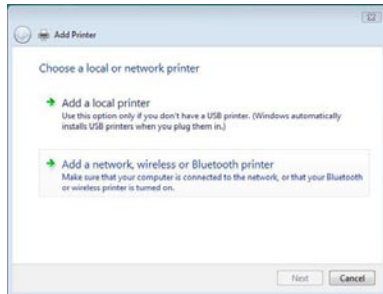 Add Printer
Choose a local or network printer
Add a local printer
Use this option only if you don't have a USB printer. (Windows automatically
installs USB printers when you plug them in.)
Add a network, wireless or Bluetooth printer
Make sure that your computer is connected to the network, or that your Bluetooth
or wireless printer is turned on.
Next Cancel